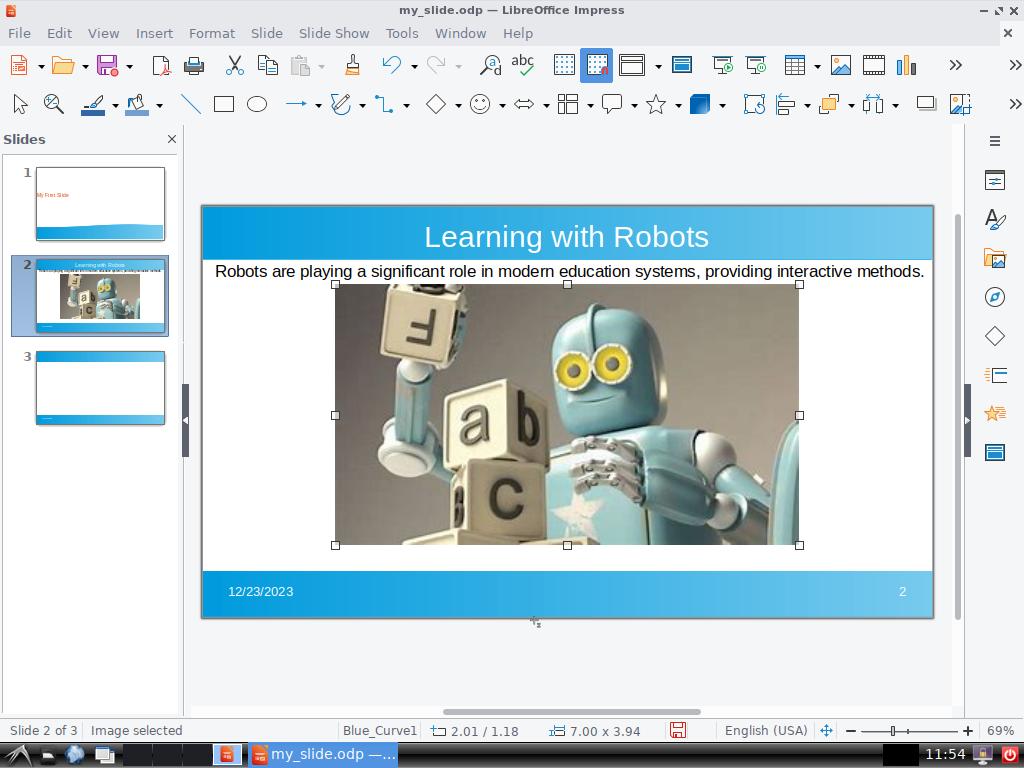 my_slide.odp — LibreOffice Impress
File Edit View Insert Format Slide Slide Show Tools Window Help
abc
Slides
1
My First Slide
2
Learning with Robots
3
Learning with Robots
Robots are playing a significant role in modern education systems, providing interactive methods.
F
a b
C
12/23/2023 2
Slide 2 of 3 Image selected Blue_Curve1 2.01 / 1.18 7.00 x 3.94 English (USA) 69%
my_slide.odp —... 11:54